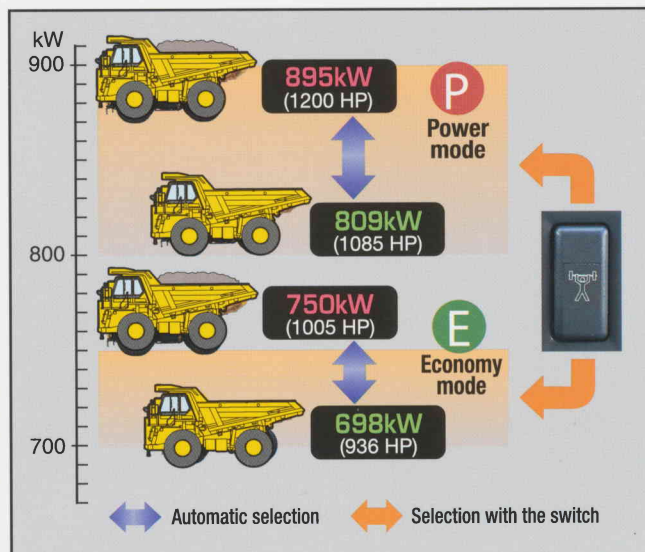 kW
900
895kW
(1200 HP)
P
Power
mode
809kW
(1085 HP)
800
750kW
(1005 HP)
E
Economy
mode
698kW
(936 HP)
700
Automatic selection
Selection with the switch